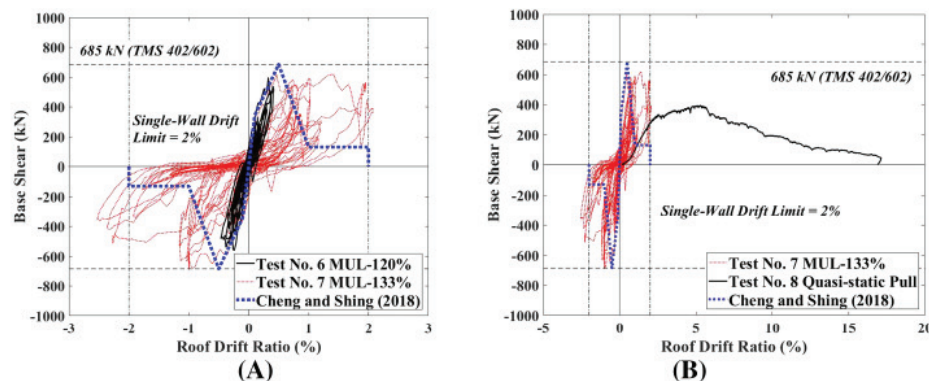 1000
800
685 kN (TMS 402/602)
600
400
Single-Wall Drift
Limit = 2%
200
0
-200
-400
-600
-800
-1000
Base Shear (kN)
Test No. 6 MUL-120%
Test No. 7 MUL-133%
Cheng and Shing (2018)
-3 -2 -1 0 1 2 3
Roof Drift Ratio (%)
(A)
1000
800
685 kN (TMS 402/602)
600
400
200
0
-200
Single-Wall Drift Limit = 2%
-400
-600
-800
-1000
Base Shear (kN)
Test No. 7 MUL-133%
Test No. 8 Quasi-static Pull
Cheng and Shing (2018)
-5 0 5 10 15 20
Roof Drift Ratio (%)
(B)